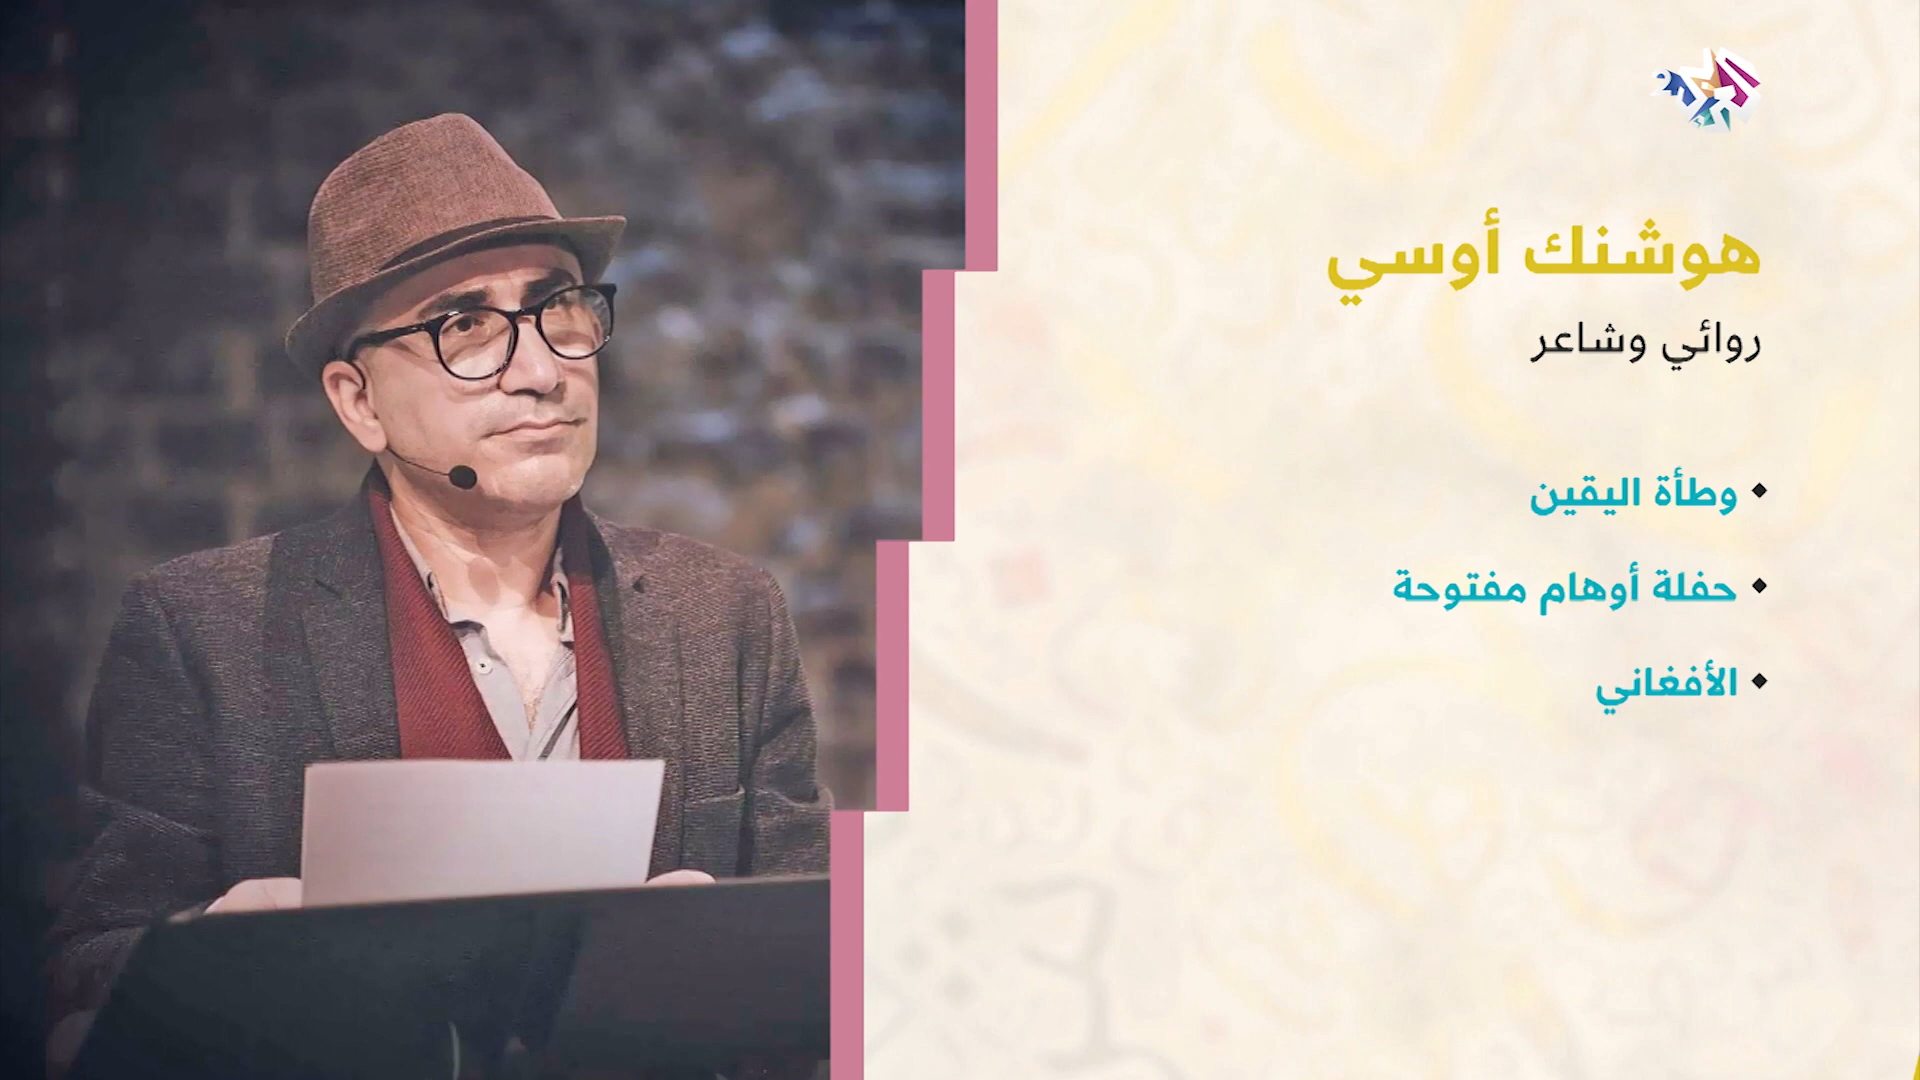 هوشنك أوسي
روائي وشاعر
• وطأة اليقين
• حفلة أوهام مفتوحة
• الأفغاني